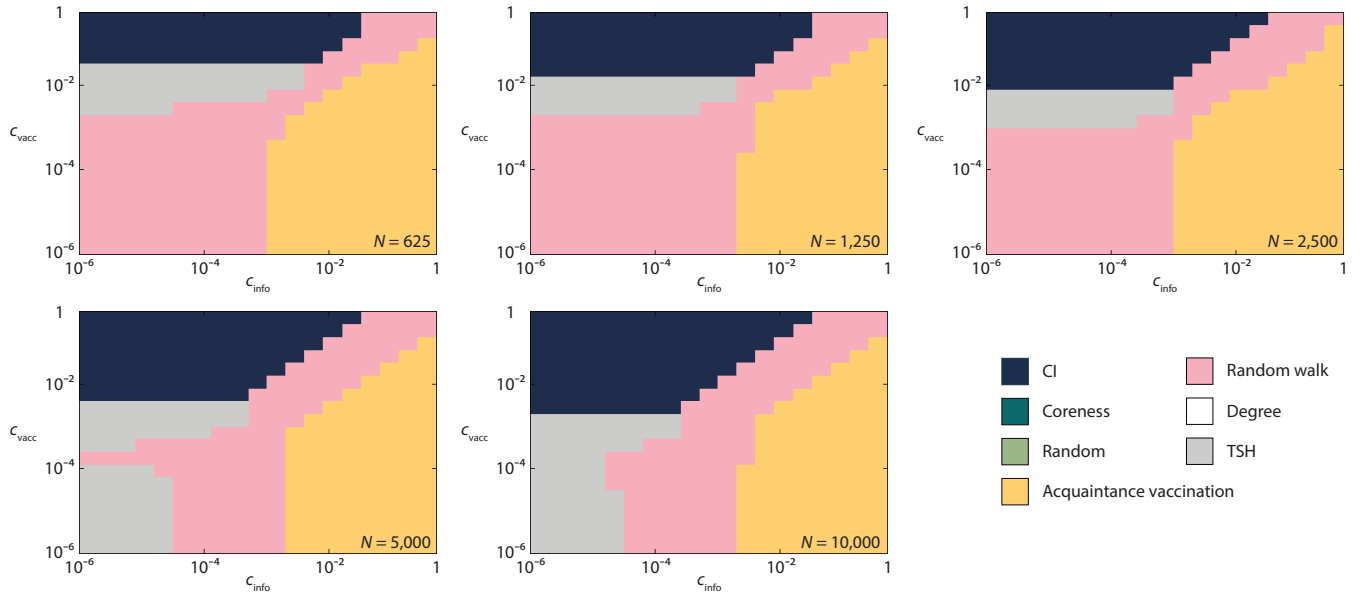 1
10⁻²
c_vacc
10⁻⁴
10⁻⁶
N = 625
10⁻⁶ 10⁻⁴ 10⁻² 1
c_info
1
10⁻²
c_vacc
10⁻⁴
10⁻⁶
N = 1,250
10⁻⁶ 10⁻⁴ 10⁻² 1
c_info
1
10⁻²
c_vacc
10⁻⁴
10⁻⁶
N = 2,500
10⁻⁶ 10⁻⁴ 10⁻² 1
c_info
1
10⁻²
c_vacc
10⁻⁴
10⁻⁶
N = 5,000
10⁻⁶ 10⁻⁴ 10⁻² 1
c_info
1
10⁻²
c_vacc
10⁻⁴
10⁻⁶
N = 10,000
10⁻⁶ 10⁻⁴ 10⁻² 1
c_info
CI
Random walk
Coreness
Degree
Random
TSH
Acquaintance vaccination